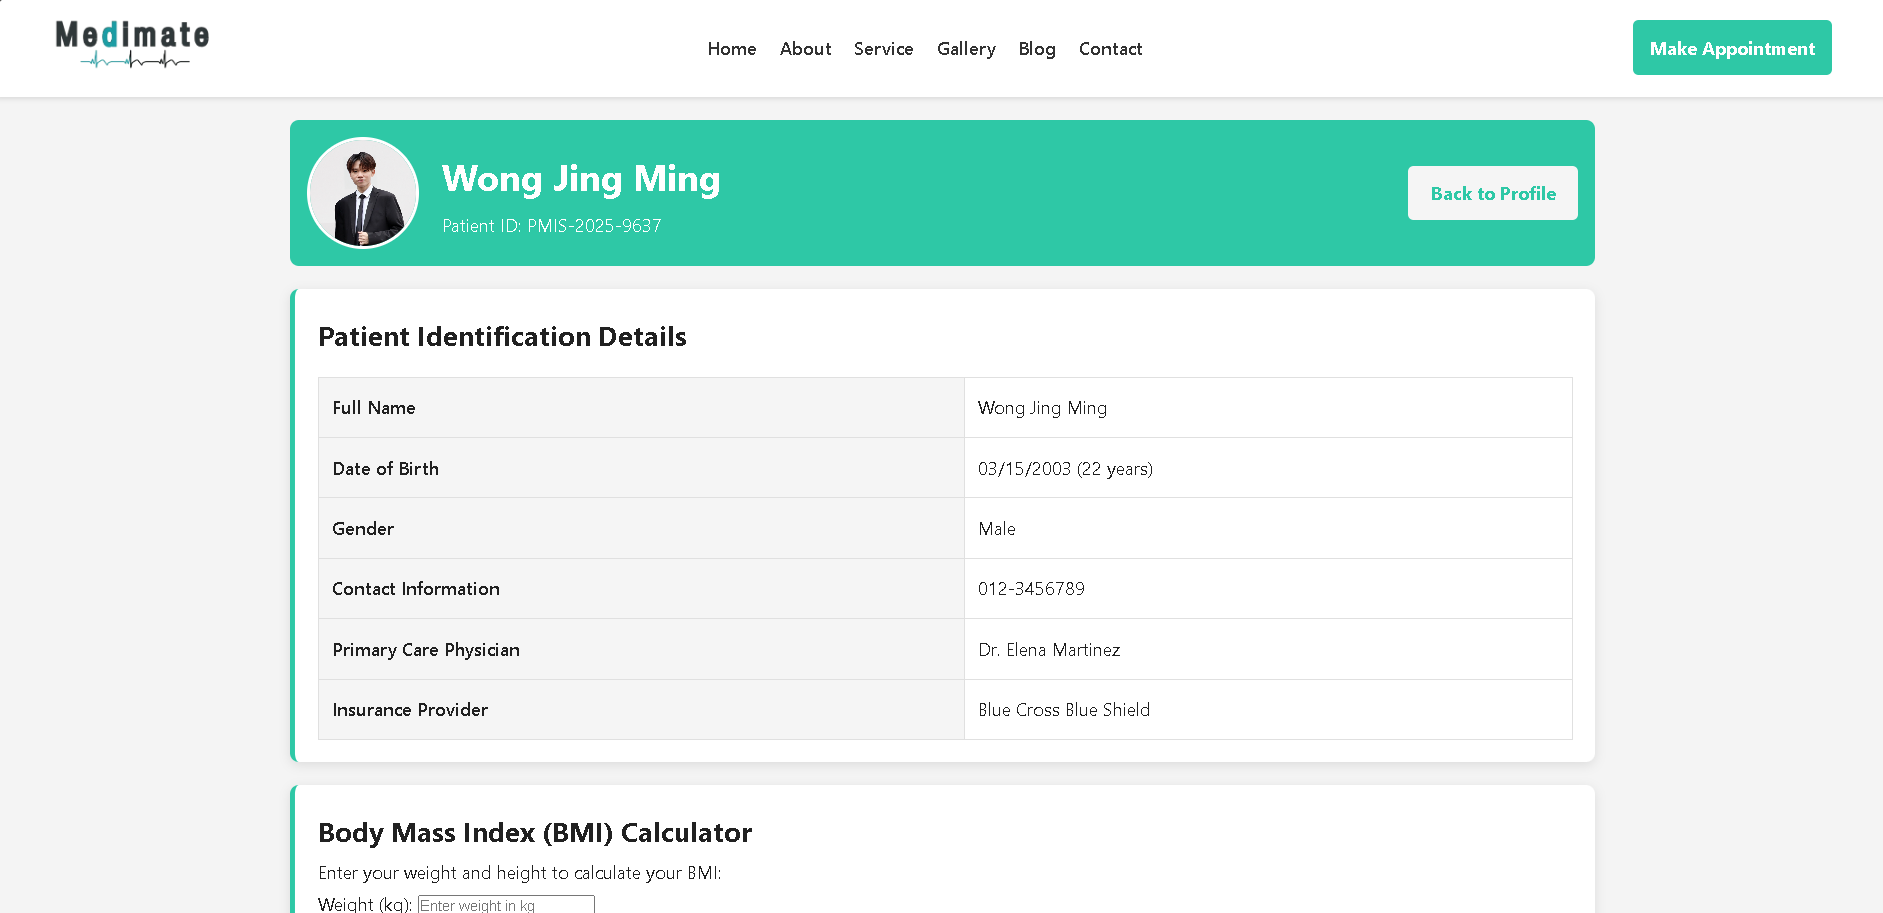 Medimate
Home About Service Gallery Blog Contact
Make Appointment
Wong Jing Ming
Patient ID: PMIS-2025-9637
Back to Profile
Patient Identification Details
Full Name Wong Jing Ming
Date of Birth 03/15/2003 (22 years)
Gender Male
Contact Information 012-3456789
Primary Care Physician Dr. Elena Martinez
Insurance Provider Blue Cross Blue Shield
Body Mass Index (BMI) Calculator
Enter your weight and height to calculate your BMI:
Weight (kg): Enter weight in kg